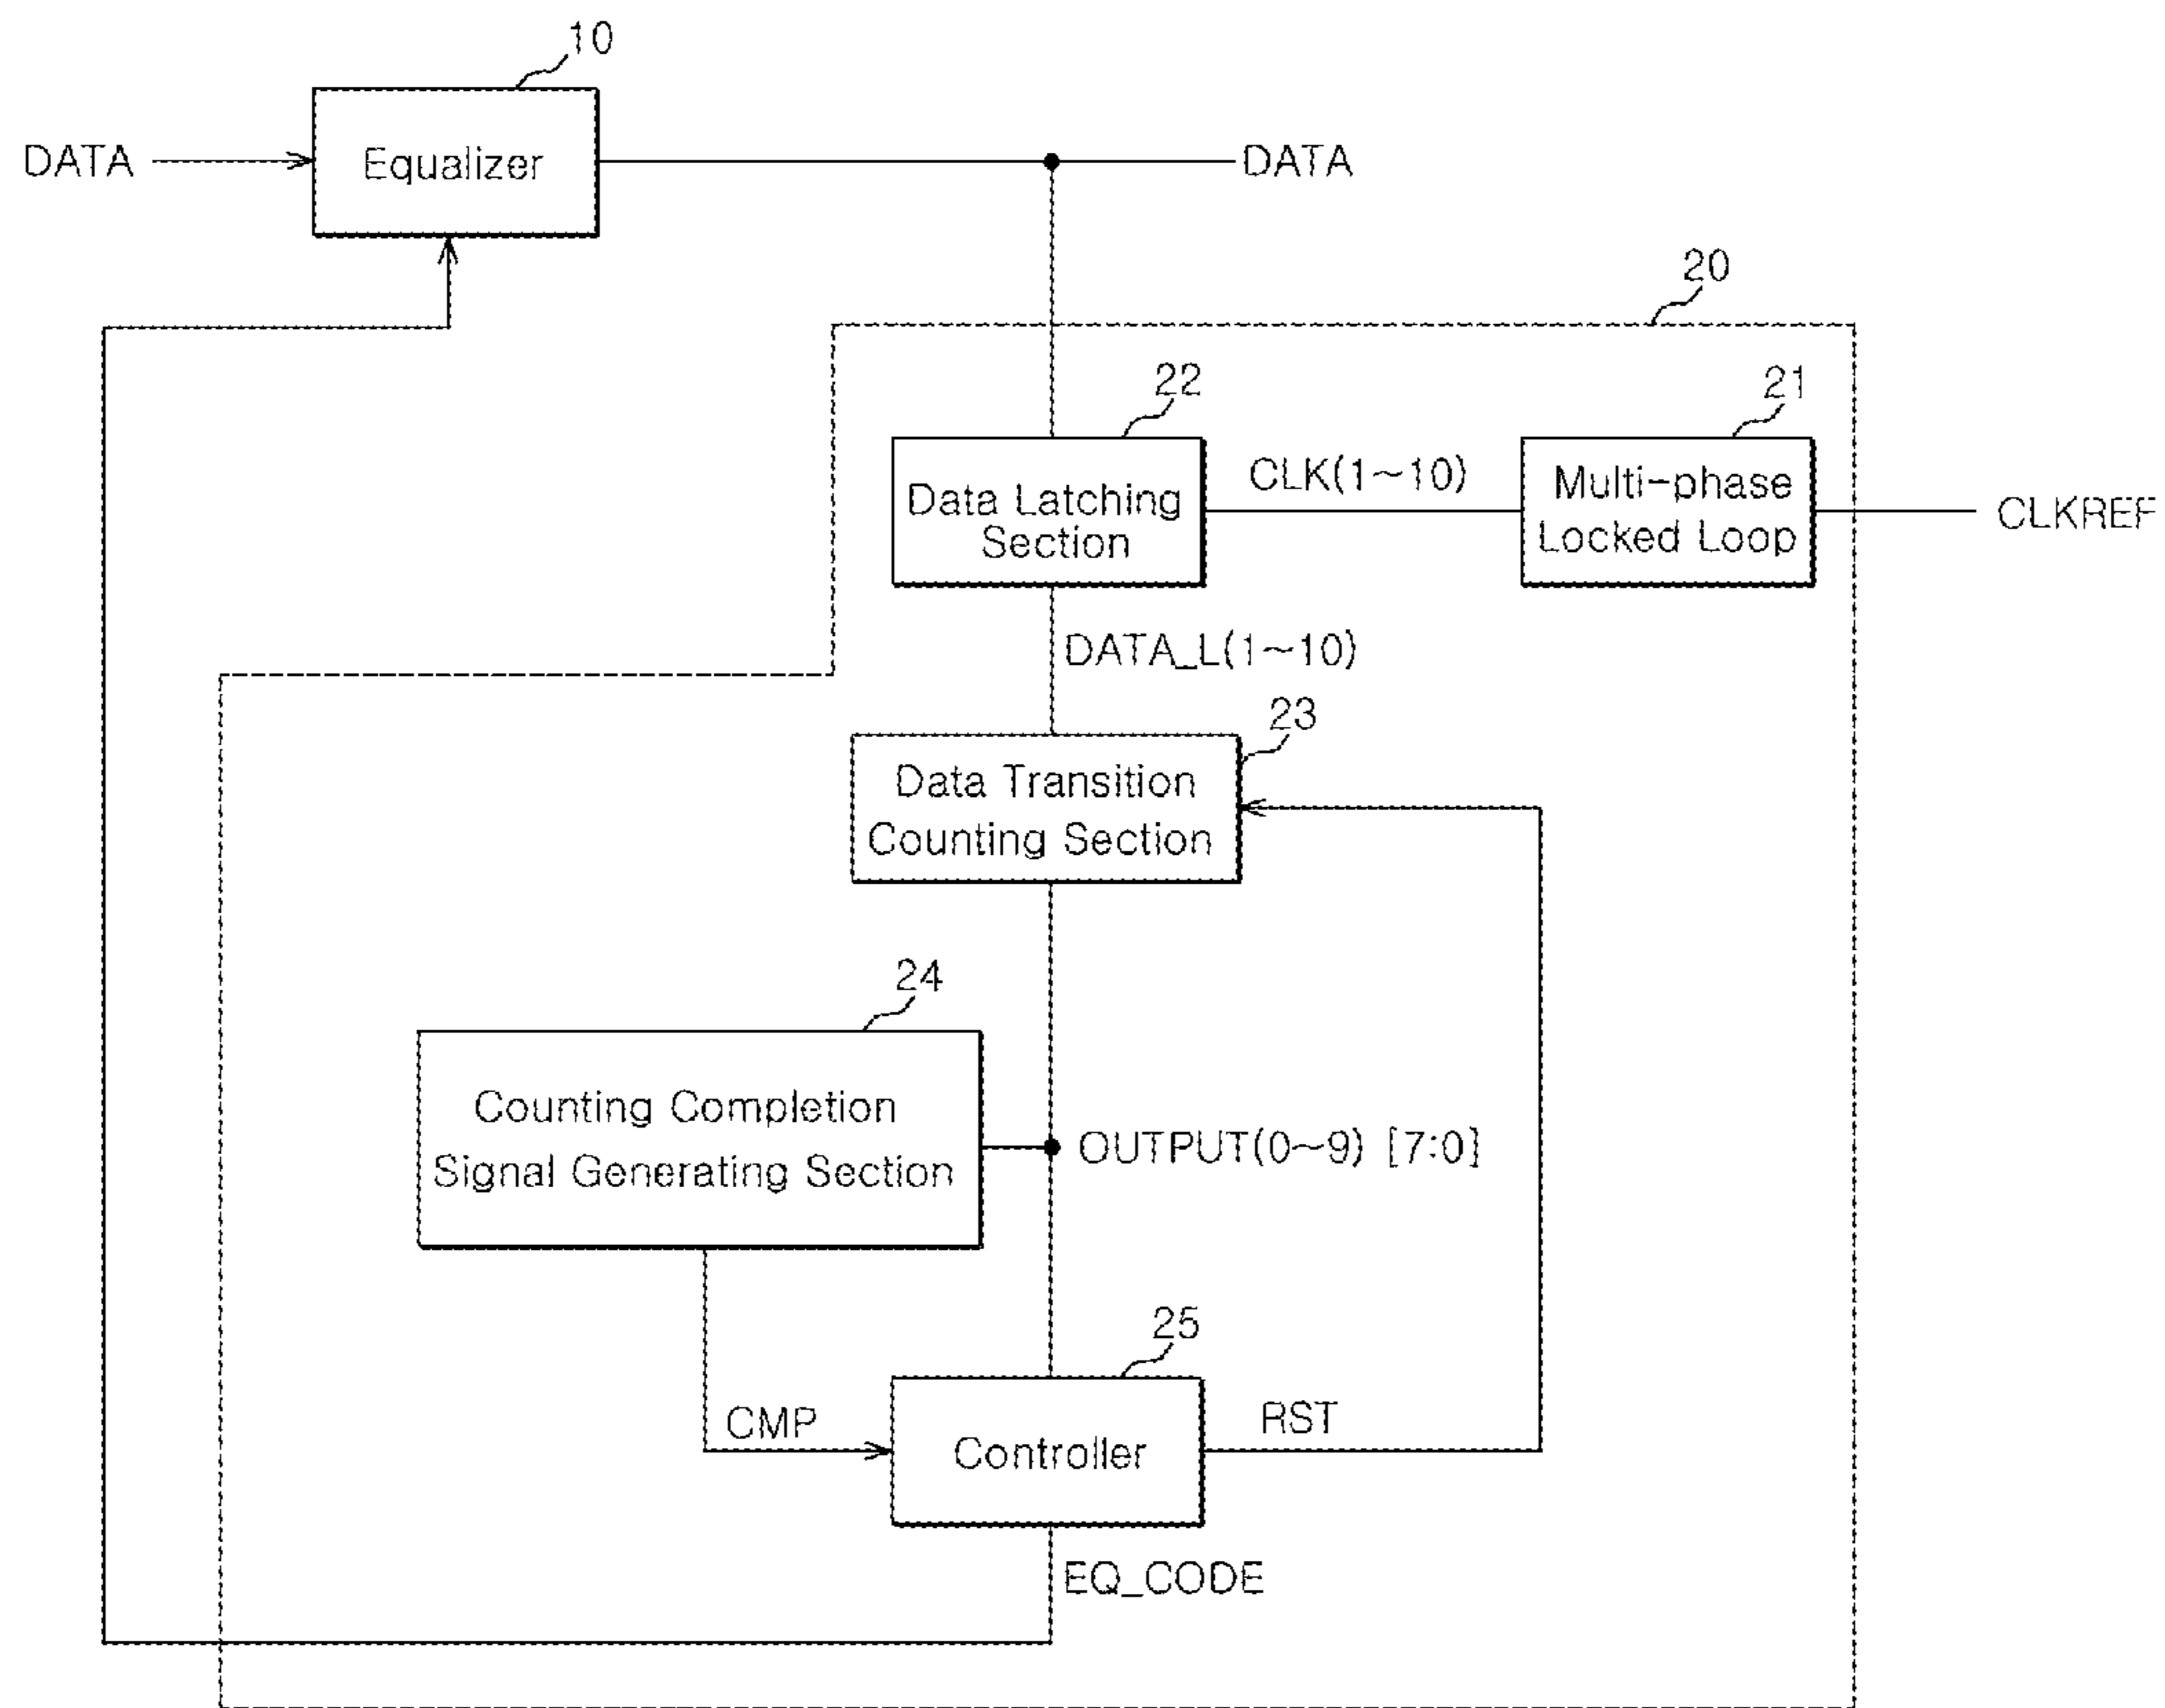 10
DATA
Equalizer
DATA
20
22
21
Data Latching
Section
CLK(1~10)
Multi-phase
Locked Loop
CLKREF
DATA_L(1~10)
23
Data Transition
Counting Section
24
Counting Completion
Signal Generating Section
OUTPUT(0~9) [7:0]
25
CMP
Controller
RST
EQ_CODE